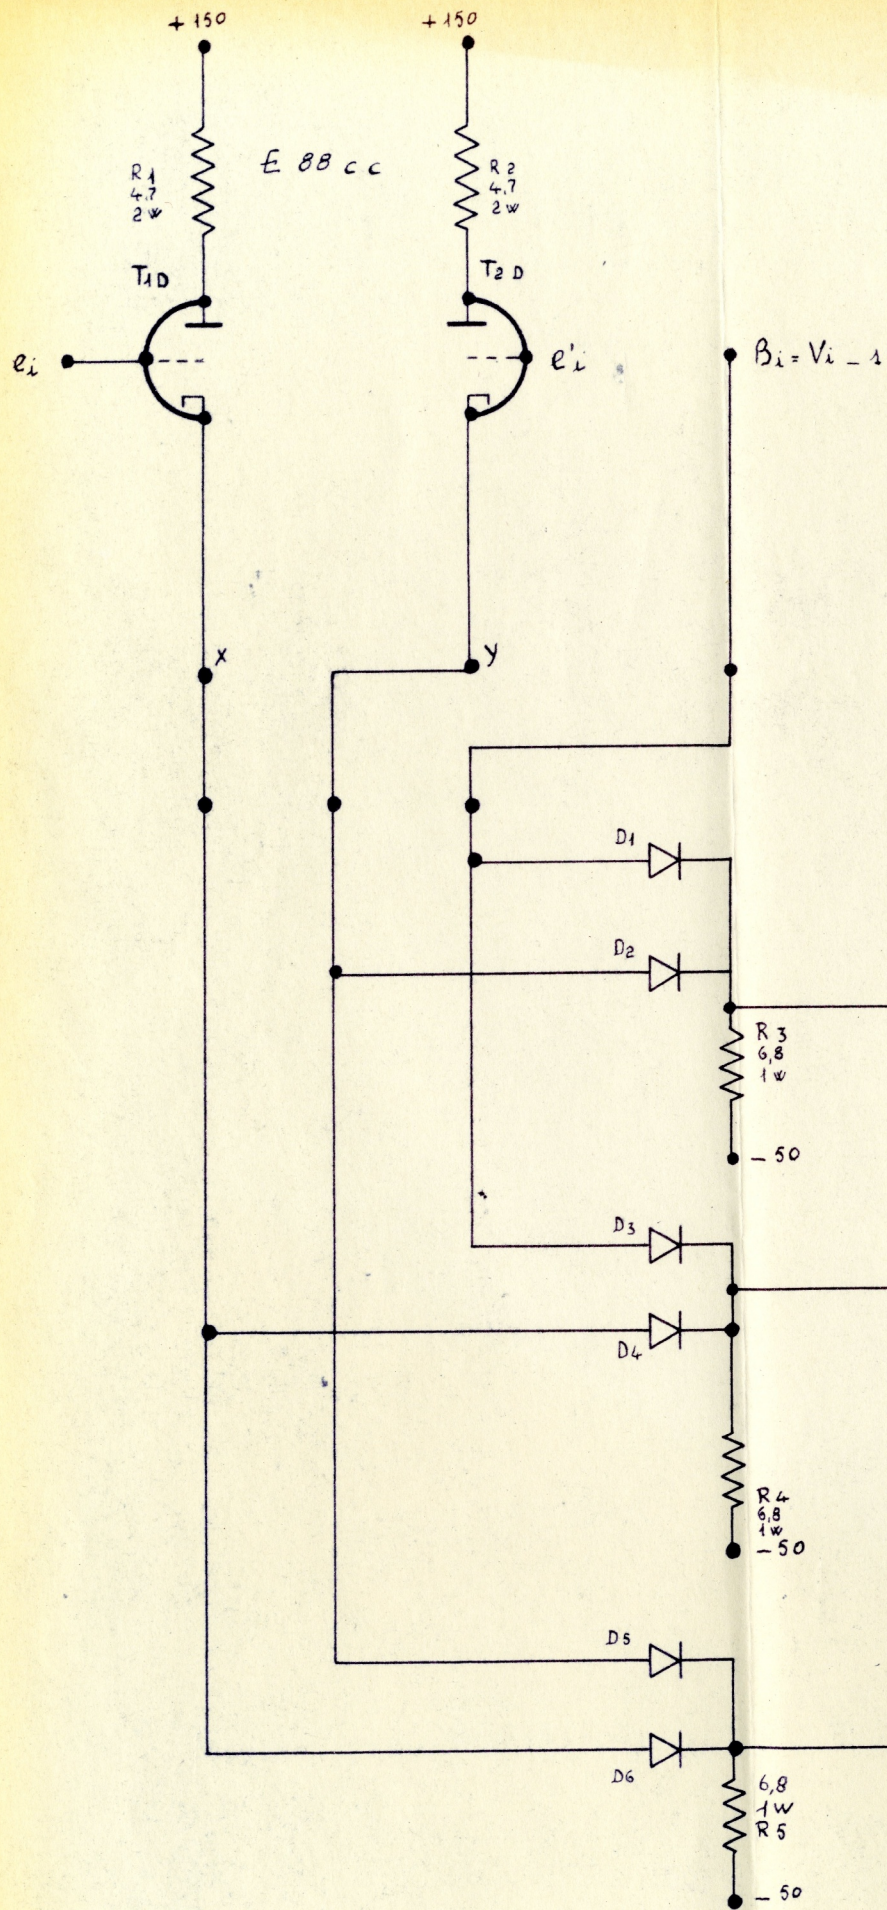 + 150
+ 150
R1
4,7
2w
E 88 cc
R2
4,7
2w
T1D
T2D
ei
e'i
Bi = Vi - 1
X
Y
D1
D2
R3
6,8
1w
- 50
D3
D4
R4
6,8
1w
- 50
D5
D6
6,8
1w
R5
- 50